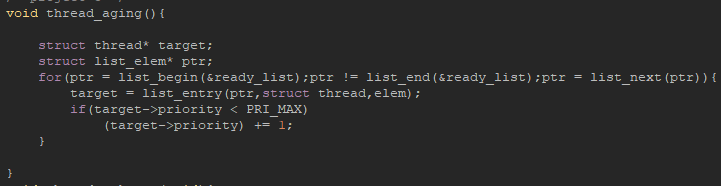 void thread_aging(){
struct thread* target;
struct list_elem* ptr;
for(ptr = list_begin(&ready_list);ptr != list_end(&ready_list);ptr = list_next(ptr)){
target = list_entry(ptr,struct thread,elem);
if(target->priority < PRI_MAX)
(target->priority) += 1;
}
}